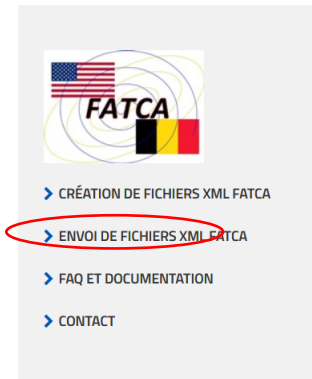 FATCA
CRÉATION DE FICHIERS XML FATCA
ENVOI DE FICHIERS XML FATCA
FAQ ET DOCUMENTATION
CONTACT